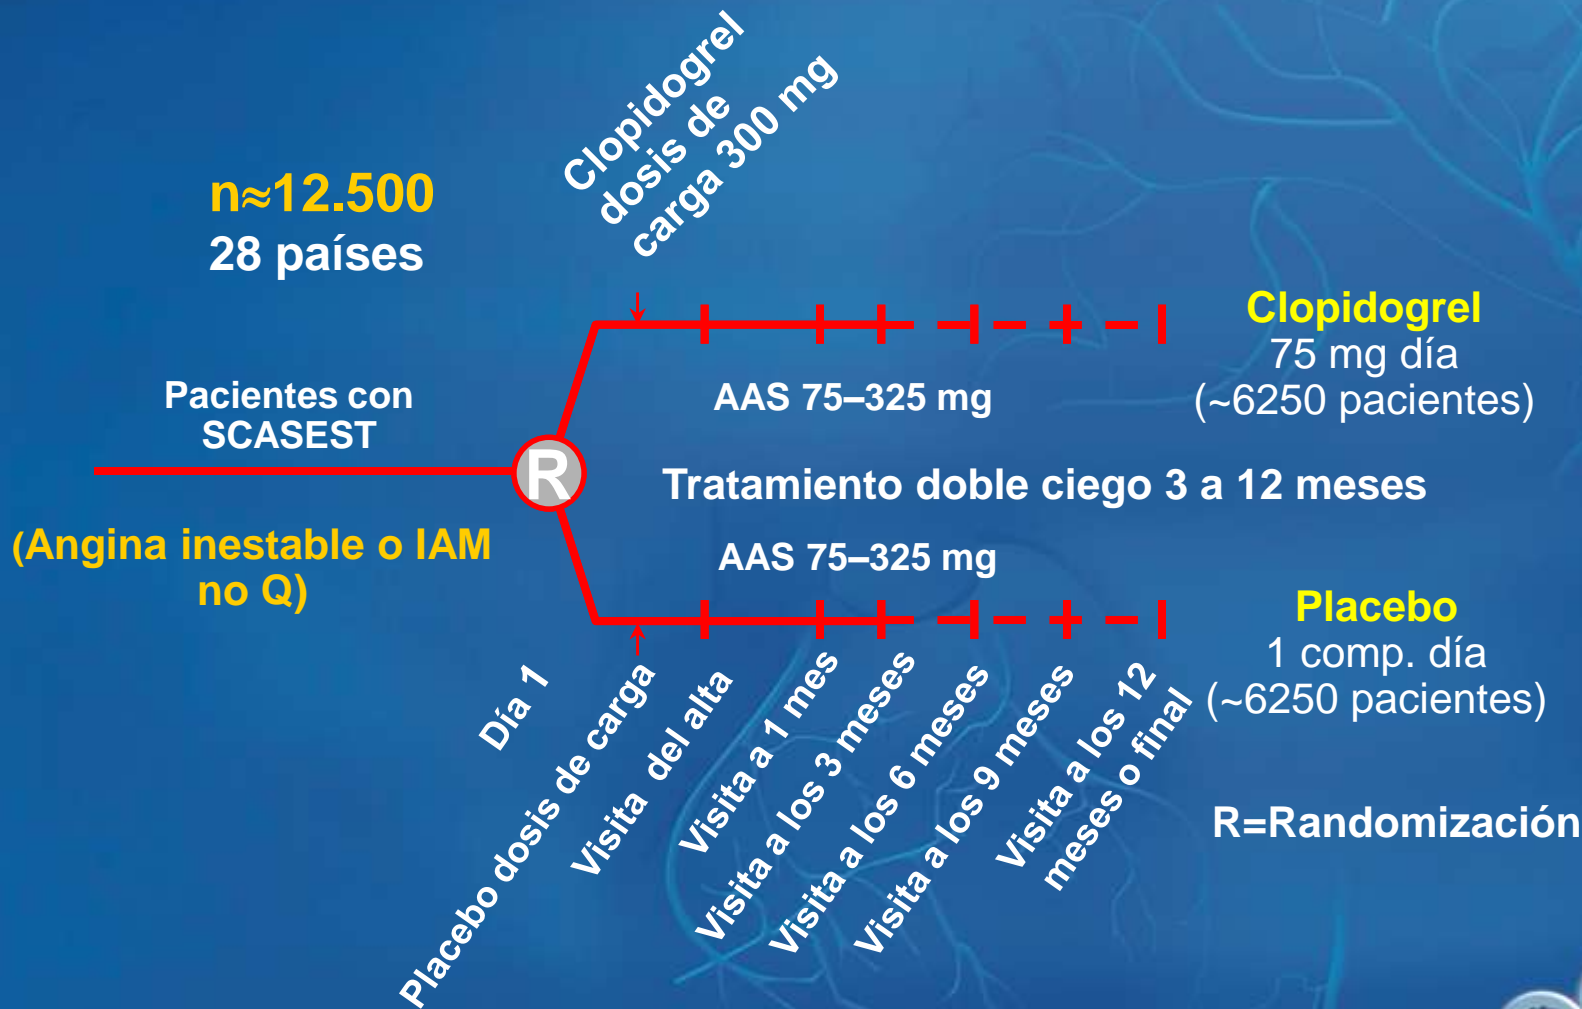 n≈12.500
28 países
Clopidogrel
dosis de
carga 300 mg
Pacientes con
SCASEST
(Angina inestable o IAM
no Q)
R
AAS 75–325 mg
Tratamiento doble ciego 3 a 12 meses
AAS 75–325 mg
Clopidogrel
75 mg día
(~6250 pacientes)
Placebo
1 comp. día
(~6250 pacientes)
Día 1
Placebo dosis de carga
Visita del alta
Visita a 1 mes
Visita a los 3 meses
Visita a los 6 meses
Visita a los 9 meses
Visita a los 12
meses o final
R=Randomización